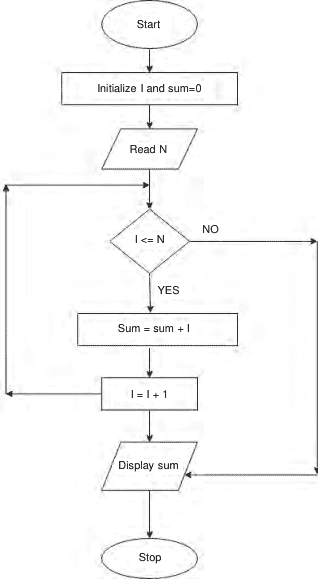 Start
Initialize I and sum=0
Read N
I <= N
NO
YES
Sum = sum + I
I = I + 1
Display sum
Stop